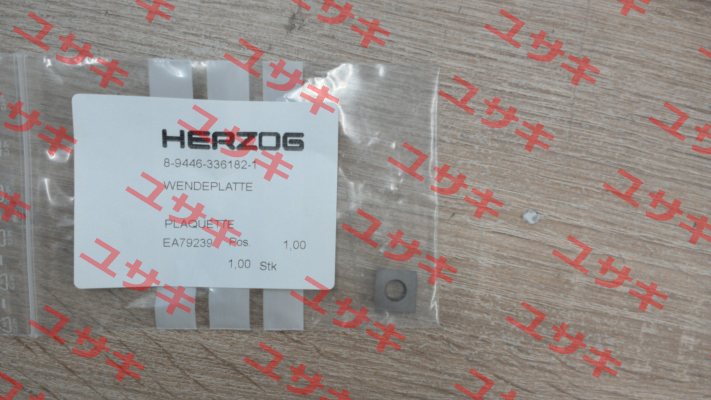 HERZOG
8-9446-336182-1
WENDEPLATTE
PLAQUETTE
EA79239 Pos. 1,00
1,00 Stk
ユサキ